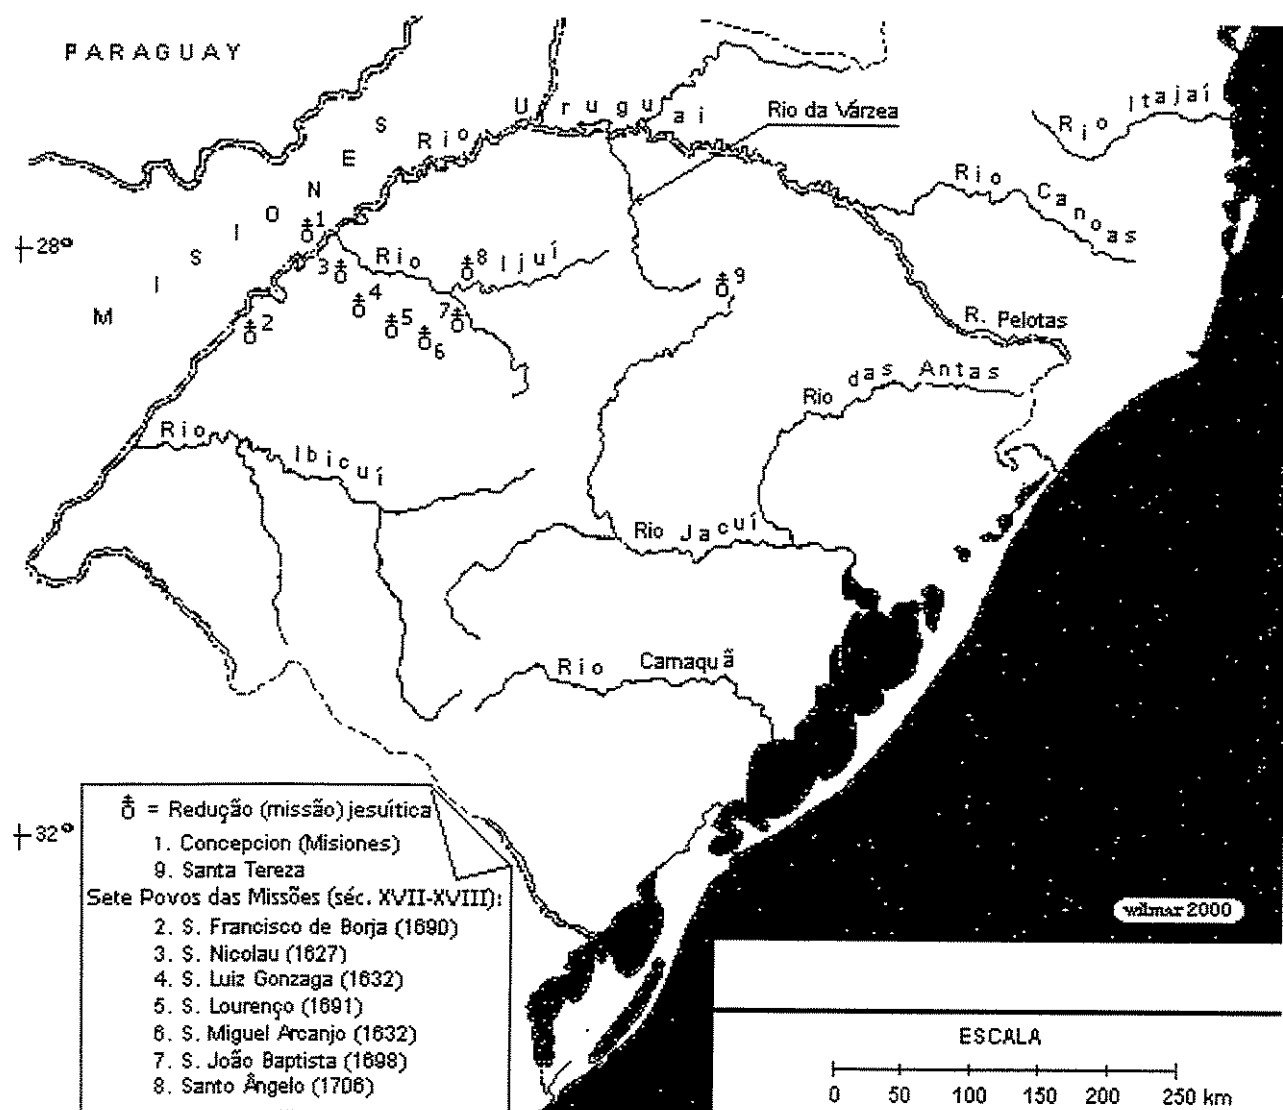 PARAGUAY
MISIONES
Rio Uruguai
Rio da Várzea
Rio Itajaí
Rio Canoas
28º
1
2
3
4
5
6
7
8
9
Rio Ijuí
R. Pelotas
Rio das Antas
Rio Ibicuí
Rio Jacuí
Rio Camaquã
32º
= Redução (missão) jesuítica
1. Concepcion (Misiones)
9. Santa Tereza
Sete Povos das Missões (séc. XVII-XVIII):
2. S. Francisco de Borja (1690)
3. S. Nicolau (1627)
4. S. Luiz Gonzaga (1632)
5. S. Lourenço (1691)
6. S. Miguel Arcanjo (1632)
7. S. João Baptista (1698)
8. Santo Ângelo (1706)
wilmar 2000
ESCALA
0 50 100 150 200 250 km